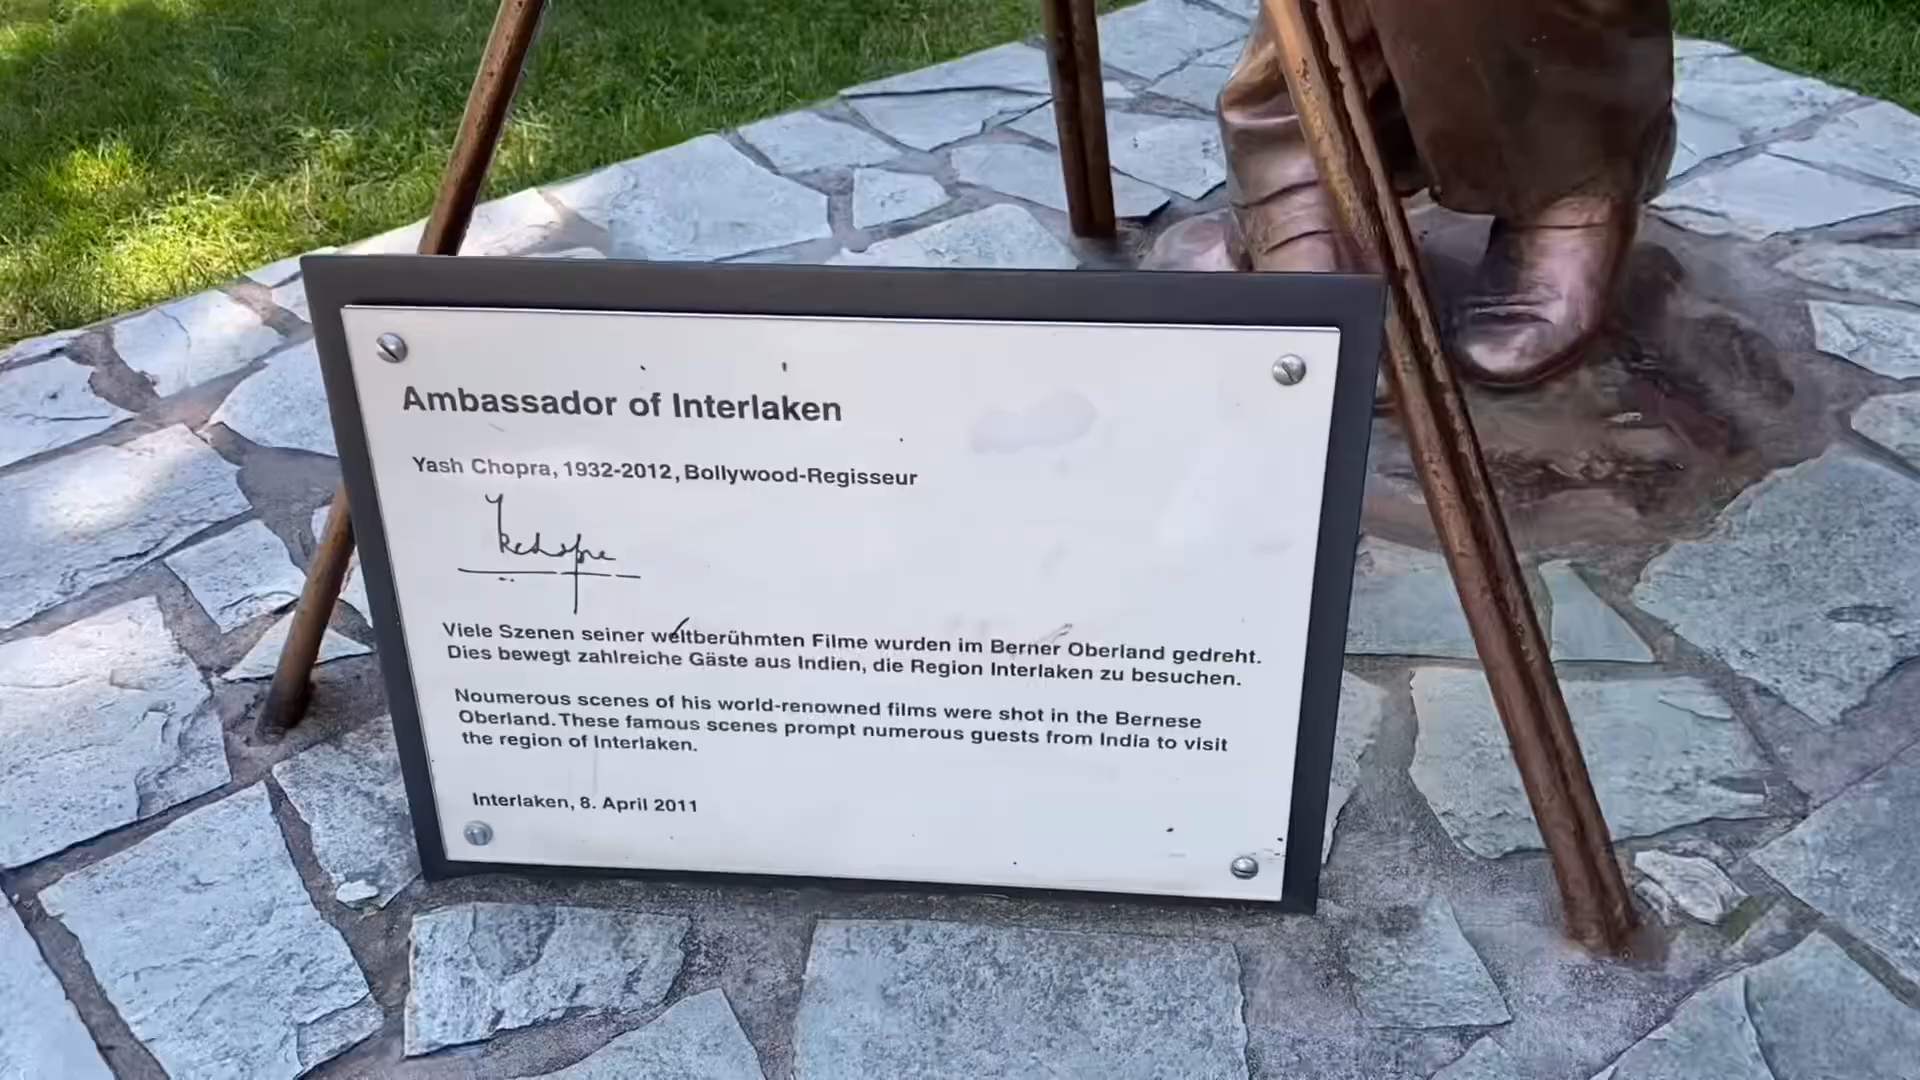 Ambassador of Interlaken
Yash Chopra, 1932-2012, Bollywood-Regisseur
Viele Szenen seiner weltberühmten Filme wurden im Berner Oberland gedreht.
Dies bewegt zahlreiche Gäste aus Indien, die Region Interlaken zu besuchen.
Noumerous scenes of his world-renowned films were shot in the Bernese
Oberland. These famous scenes prompt numerous guests from India to visit
the region of Interlaken.
Interlaken, 8. April 2011